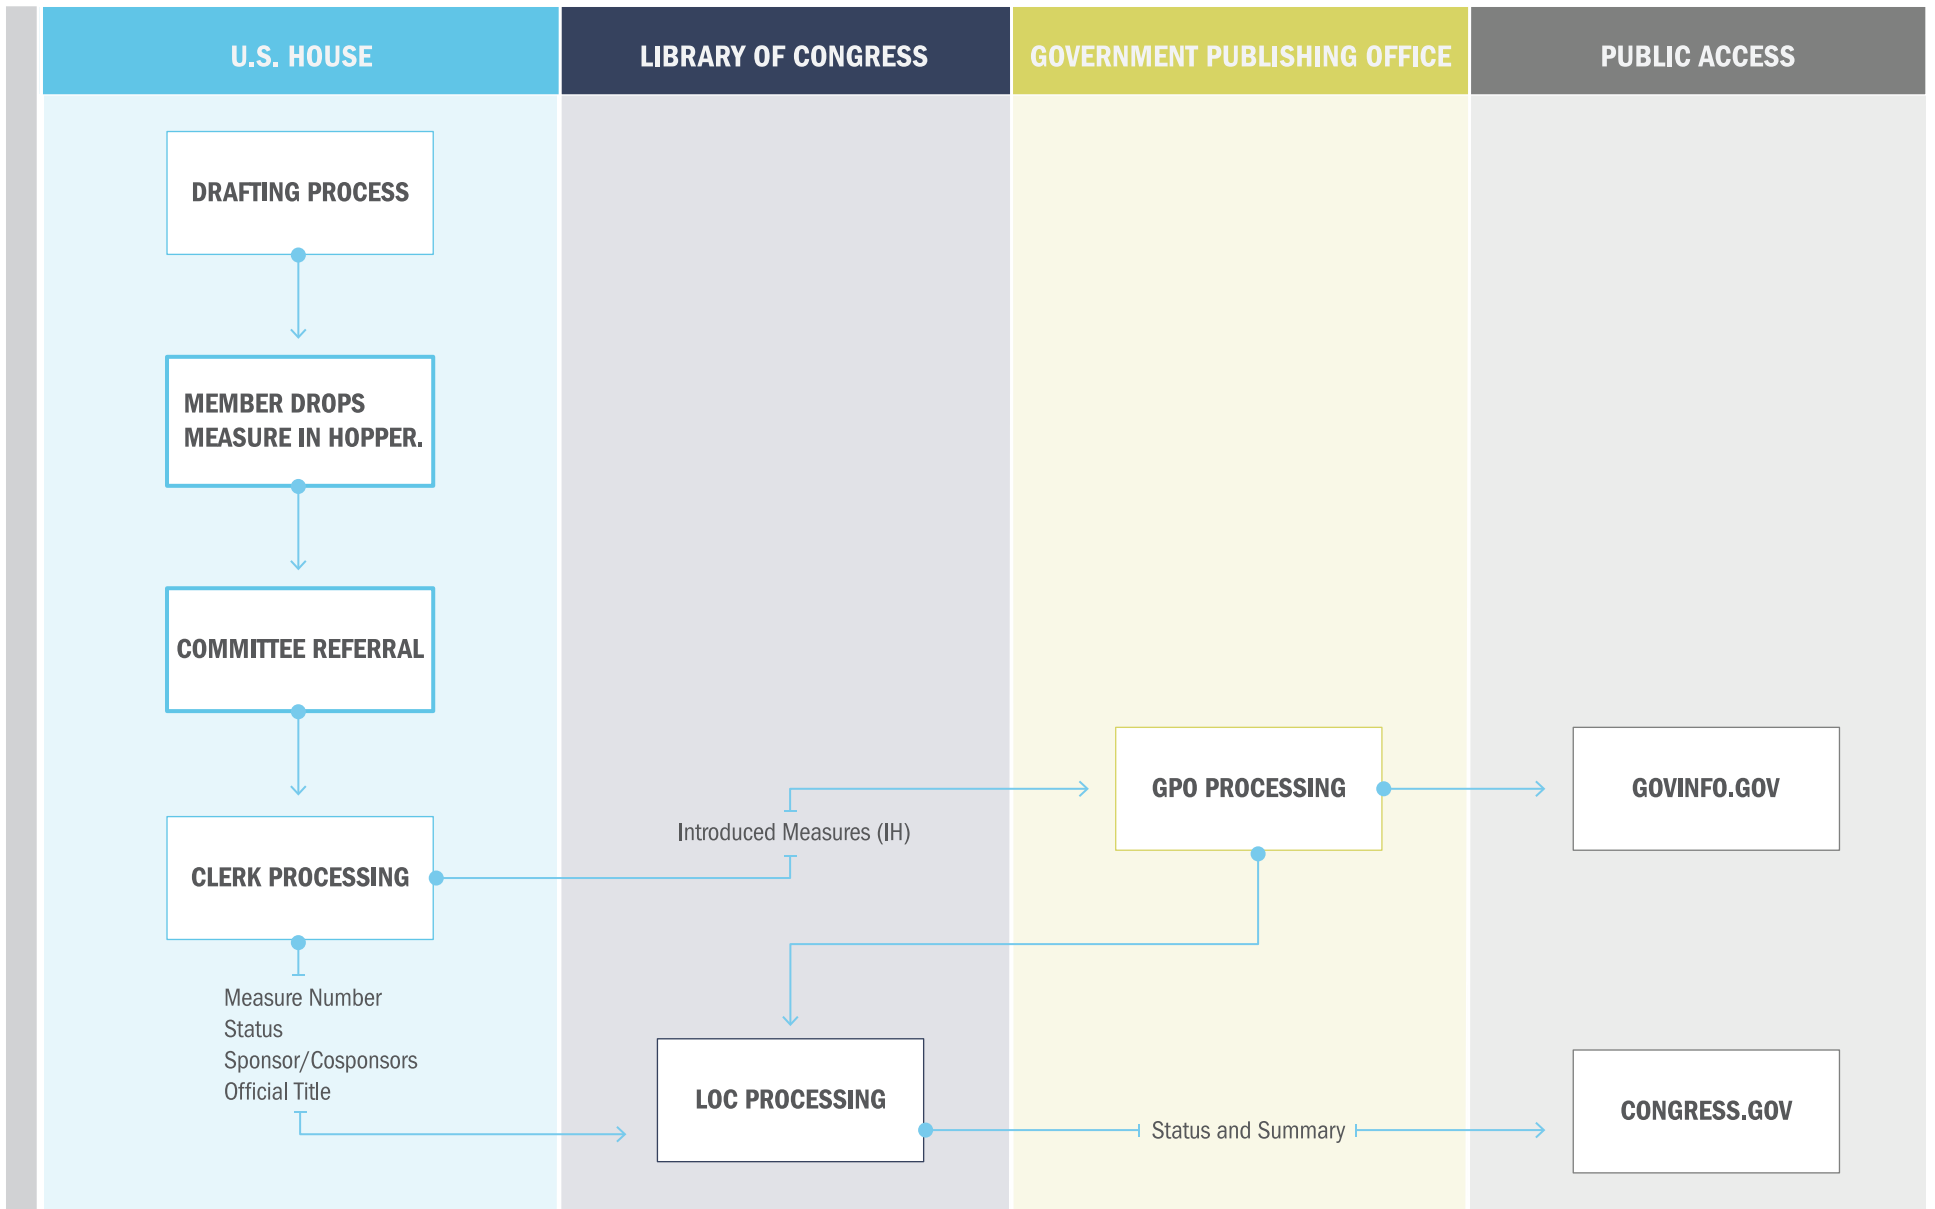 U.S. HOUSE
LIBRARY OF CONGRESS
GOVERNMENT PUBLISHING OFFICE
PUBLIC ACCESS
DRAFTING PROCESS
MEMBER DROPS
MEASURE IN HOPPER.
COMMITTEE REFERRAL
CLERK PROCESSING
Introduced Measures (IH)
GPO PROCESSING
GOVINFO.GOV
Measure Number
Status
Sponsor/Cosponsors
Official Title
LOC PROCESSING
Status and Summary
CONGRESS.GOV